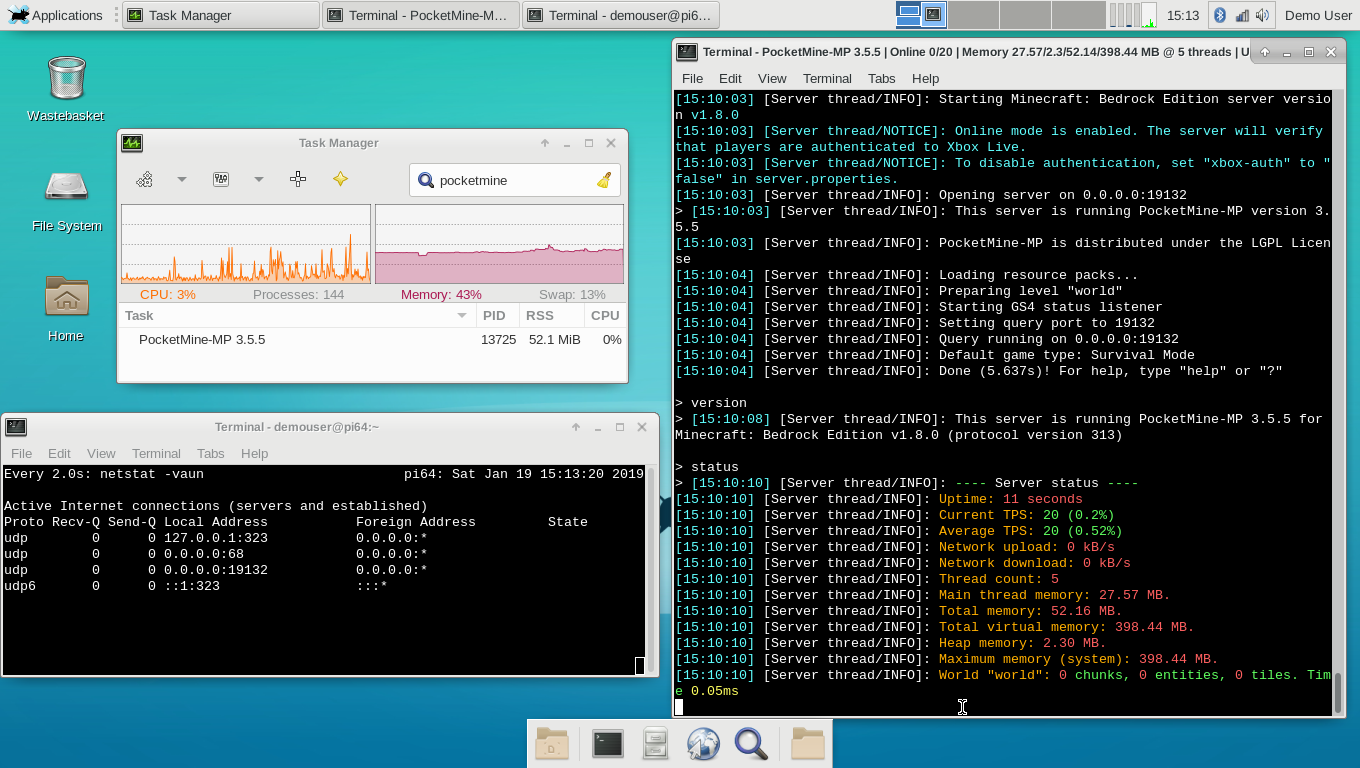 Applications
Task Manager
Terminal - PocketMine-M…
Terminal - demouser@pi6…
15:13
Demo User
Wastebasket
File System
Home
Task Manager
pocketmine
CPU: 3%
Processes: 144
Memory: 43%
Swap: 13%
Task PID RSS CPU
PocketMine-MP 3.5.5 13725 52.1 MiB 0%
Terminal - demouser@pi64:~
File Edit View Terminal Tabs Help
Every 2.0s: netstat -vaun pi64: Sat Jan 19 15:13:20 2019
Active Internet connections (servers and established)
Proto Recv-Q Send-Q Local Address Foreign Address State
udp 0 0 127.0.0.1:323 0.0.0.0:*
udp 0 0 0.0.0.0:68 0.0.0.0:*
udp 0 0 0.0.0.0:19132 0.0.0.0:*
udp6 0 0 ::1:323 :::*
Terminal - PocketMine-MP 3.5.5 | Online 0/20 | Memory 27.57/2.3/52.14/398.44 MB @ 5 threads | U
File Edit View Terminal Tabs Help
[15:10:03] [Server thread/INFO]: Starting Minecraft: Bedrock Edition server versio
n v1.8.0
[15:10:03] [Server thread/NOTICE]: Online mode is enabled. The server will verify
that players are authenticated to Xbox Live.
[15:10:03] [Server thread/NOTICE]: To disable authentication, set "xbox-auth" to "
false" in server.properties.
[15:10:03] [Server thread/INFO]: Opening server on 0.0.0.0:19132
> [15:10:03] [Server thread/INFO]: This server is running PocketMine-MP version 3.
5.5
[15:10:03] [Server thread/INFO]: PocketMine-MP is distributed under the LGPL Licen
se
[15:10:04] [Server thread/INFO]: Loading resource packs...
[15:10:04] [Server thread/INFO]: Preparing level "world"
[15:10:04] [Server thread/INFO]: Starting GS4 status listener
[15:10:04] [Server thread/INFO]: Setting query port to 19132
[15:10:04] [Server thread/INFO]: Query running on 0.0.0.0:19132
[15:10:04] [Server thread/INFO]: Default game type: Survival Mode
[15:10:04] [Server thread/INFO]: Done (5.637s)! For help, type "help" or "?"
> version
> [15:10:08] [Server thread/INFO]: This server is running PocketMine-MP 3.5.5 for
Minecraft: Bedrock Edition v1.8.0 (protocol version 313)
> status
> [15:10:10] [Server thread/INFO]: ---- Server status ----
[15:10:10] [Server thread/INFO]: Uptime: 11 seconds
[15:10:10] [Server thread/INFO]: Current TPS: 20 (0.2%)
[15:10:10] [Server thread/INFO]: Average TPS: 20 (0.52%)
[15:10:10] [Server thread/INFO]: Network upload: 0 kB/s
[15:10:10] [Server thread/INFO]: Network download: 0 kB/s
[15:10:10] [Server thread/INFO]: Thread count: 5
[15:10:10] [Server thread/INFO]: Main thread memory: 27.57 MB.
[15:10:10] [Server thread/INFO]: Total memory: 52.16 MB.
[15:10:10] [Server thread/INFO]: Total virtual memory: 398.44 MB.
[15:10:10] [Server thread/INFO]: Heap memory: 2.30 MB.
[15:10:10] [Server thread/INFO]: Maximum memory (system): 398.44 MB.
[15:10:10] [Server thread/INFO]: World "world": 0 chunks, 0 entities, 0 tiles. Tim
e 0.05ms